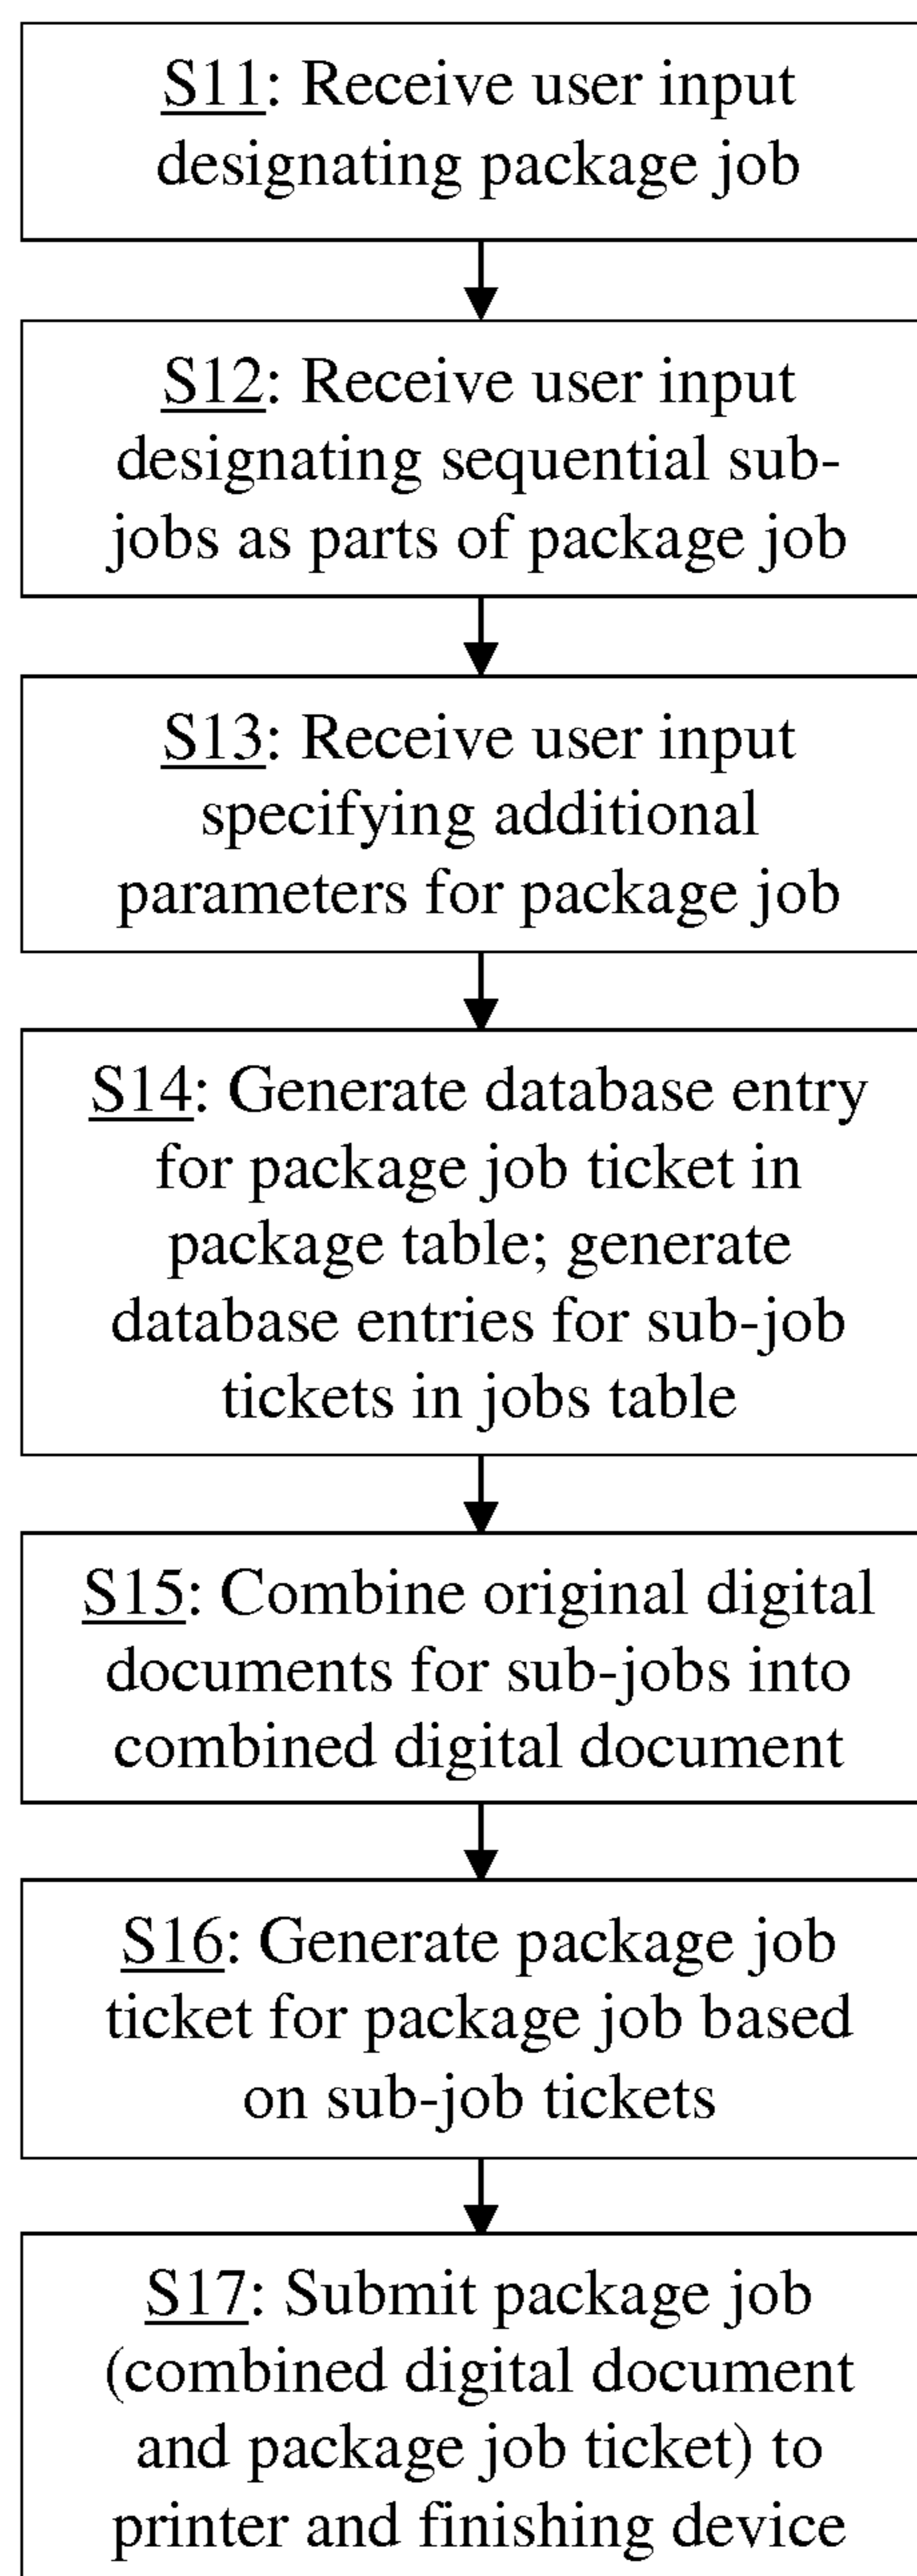 S11: Receive user input
designating package job
S12: Receive user input
designating sequential sub-
jobs as parts of package job
S13: Receive user input
specifying additional
parameters for package job
S14: Generate database entry
for package job ticket in
package table; generate
database entries for sub-job
tickets in jobs table
S15: Combine original digital
documents for sub-jobs into
combined digital document
S16: Generate package job
ticket for package job based
on sub-job tickets
S17: Submit package job
(combined digital document
and package job ticket) to
printer and finishing device